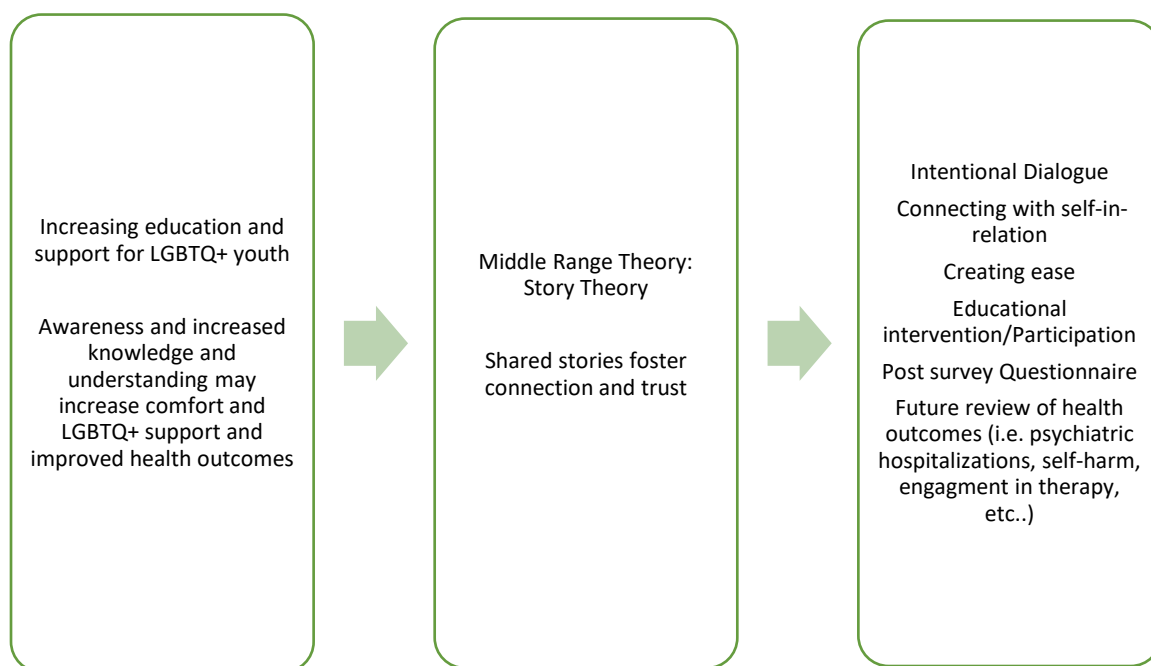 Increasing education and
support for LGBTQ+ youth
Awareness and increased
knowledge and
understanding may
increase comfort and
LGBTQ+ support and
improved health outcomes
Middle Range Theory:
Story Theory
Shared stories foster
connection and trust
Intentional Dialogue
Connecting with self-in-
relation
Creating ease
Educational
intervention/Participation
Post survey Questionnaire
Future review of health
outcomes (i.e. psychiatric
hospitalizations, self-harm,
engagment in therapy,
etc..)